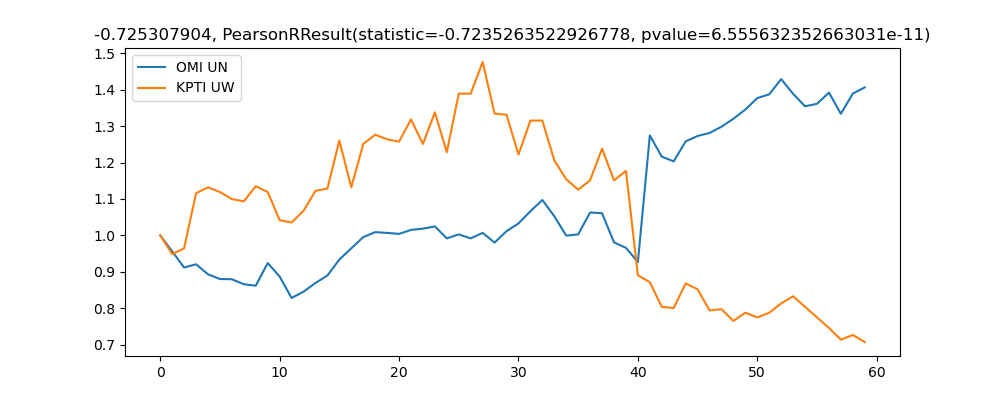 -0.725307904, PearsonRResult(statistic=-0.7235263522926778, pvalue=6.555632352663031e-11)
1.5
1.4
1.3
1.2
1.1
1.0
0.9
0.8
0.7
OMI UN
KPTI UW
0 10 20 30 40 50 60